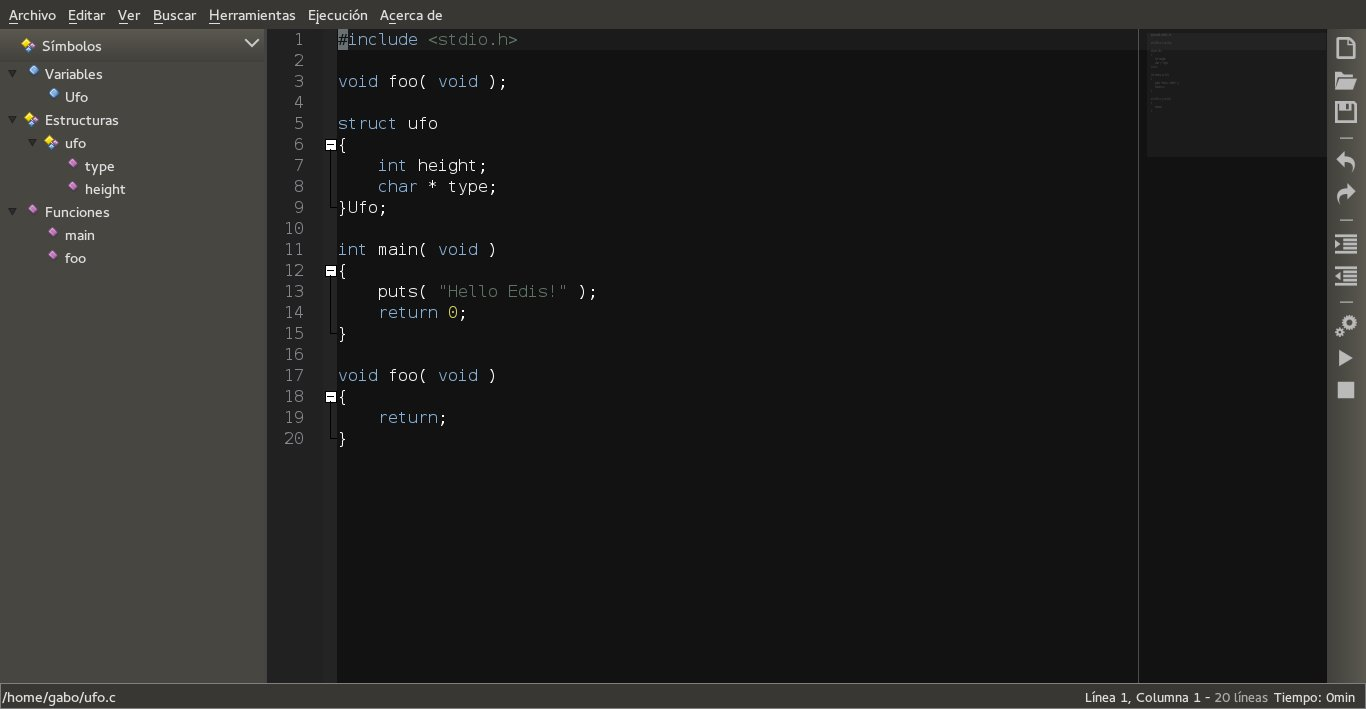 Archivo Editar Ver Buscar Herramientas Ejecución Acerca de
Símbolos
Variables
Ufo
Estructuras
ufo
type
height
Funciones
main
foo
1 #include <stdio.h>
2
3 void foo( void );
4
5 struct ufo
6 {
7     int height;
8     char * type;
9 }Ufo;
10
11 int main( void )
12 {
13     puts( "Hello Edis!" );
14     return 0;
15 }
16
17 void foo( void )
18 {
19     return;
20 }
/home/gabo/ufo.c
Línea 1, Columna 1 - 20 líneas Tiempo: 0min